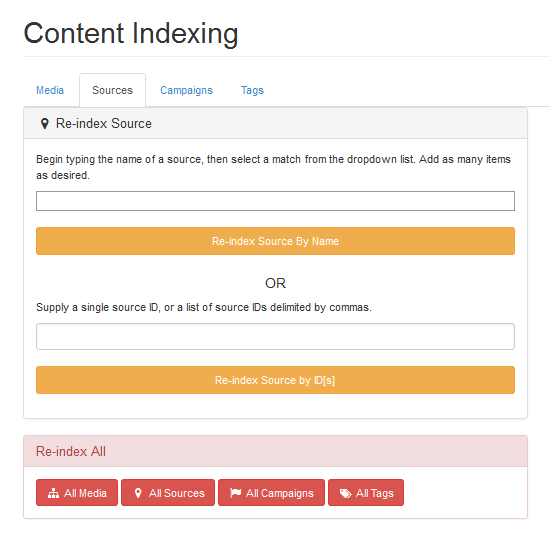 Content Indexing
Media Sources Campaigns Tags
Re-index Source
Begin typing the name of a source, then select a match from the dropdown list. Add as many items
as desired.
Re-index Source By Name
OR
Supply a single source ID, or a list of source IDs delimited by commas.
Re-index Source by ID[s]
Re-index All
All Media All Sources All Campaigns All Tags